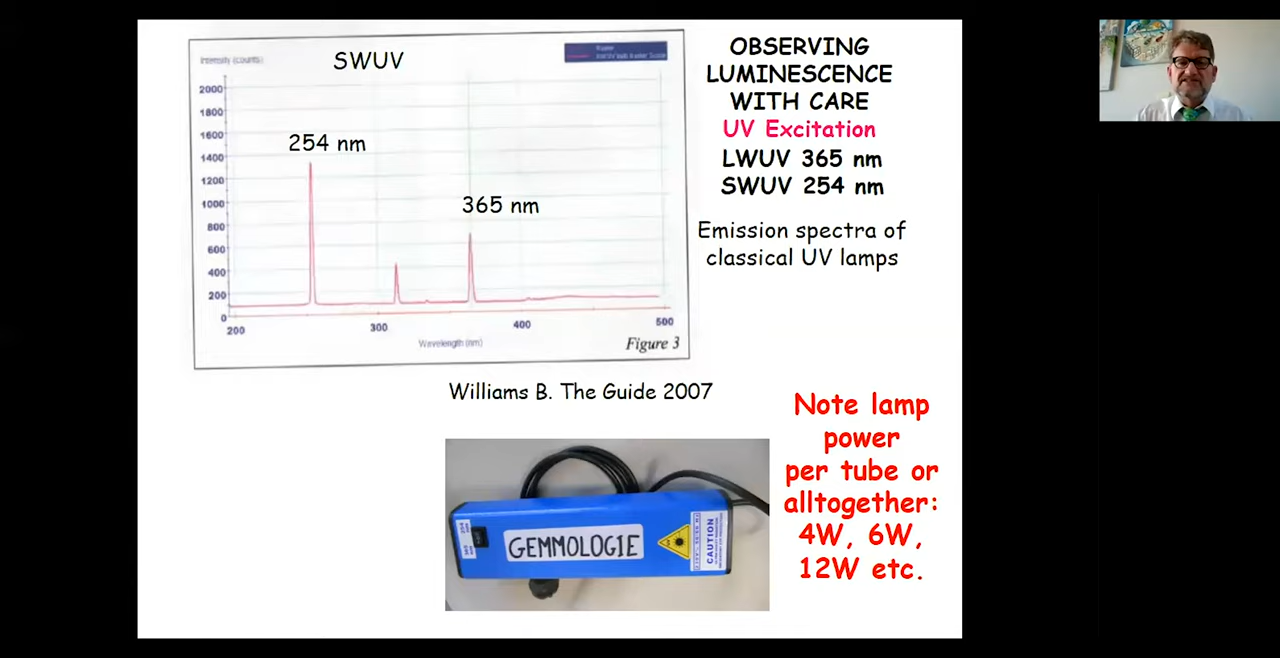 Intensity (counts)
SWUV
2000
1800
1600
1400
1200
1000
800
600
400
200
0
254 nm
365 nm
200
300
400
500
Wavelength (nm)
Figure 3
OBSERVING
LUMINESCENCE
WITH CARE
UV Excitation
LWUV 365 nm
SWUV 254 nm
Emission spectra of
classical UV lamps
Williams B. The Guide 2007
GEMMOLOGIE
CAUTION
Note lamp
power
per tube or
alltogether:
4W, 6W,
12W etc.